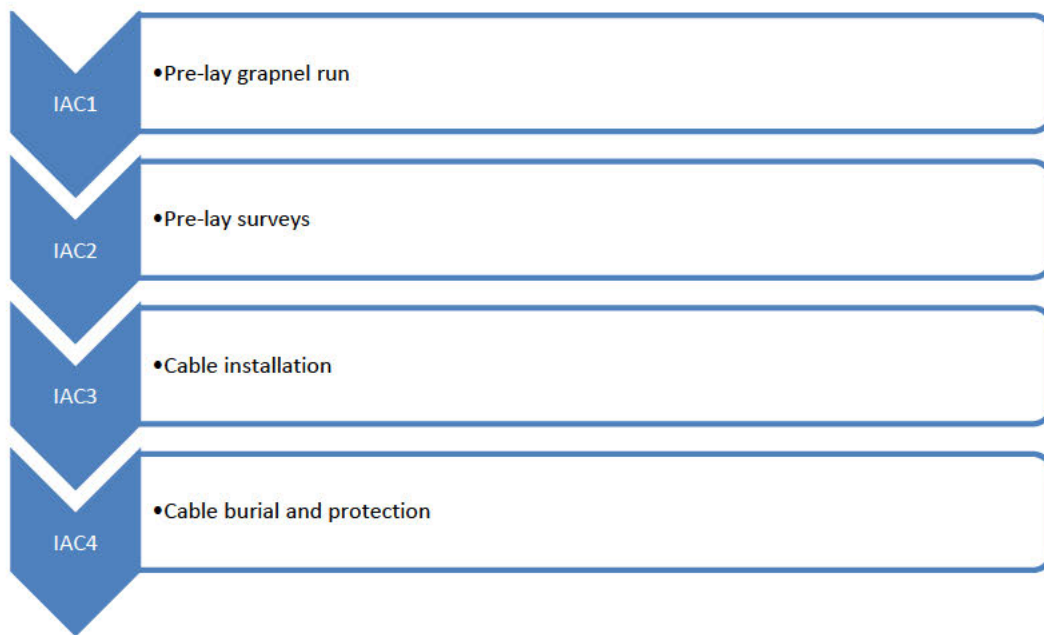 IAC1
•Pre-lay grapnel run
IAC2
•Pre-lay surveys
IAC3
•Cable installation
IAC4
•Cable burial and protection